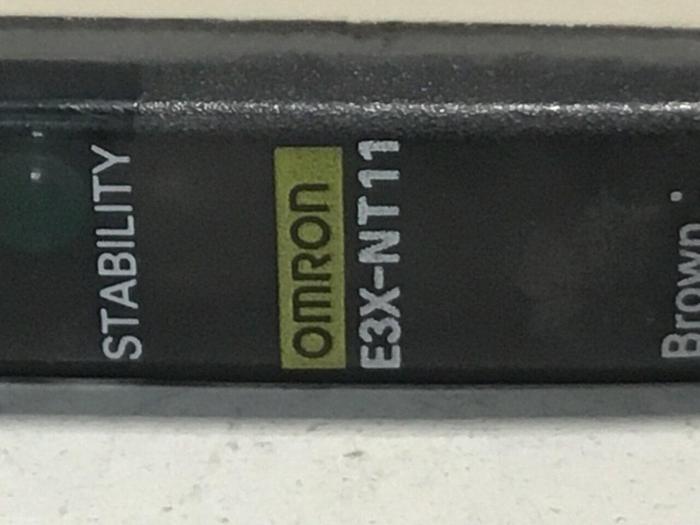 STABILITY
OMRON
E3X-NT11
Brown